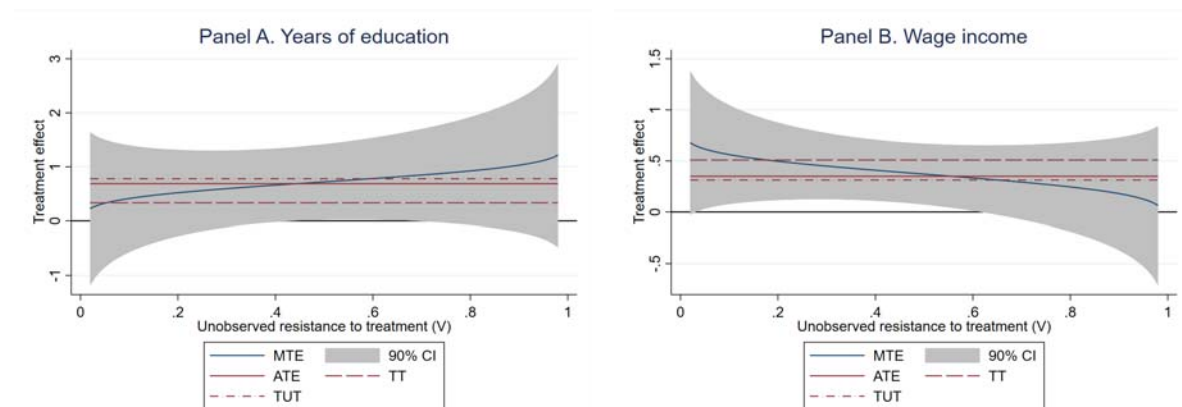 Panel A. Years of education
3
2
1
0
-1
Treatment effect
0 .2 .4 .6 .8 1
Unobserved resistance to treatment (V)
MTE 90% CI
ATE TT
TUT
Panel B. Wage income
1.5
1
.5
0
-.5
Treatment effect
0 .2 .4 .6 .8 1
Unobserved resistance to treatment (V)
MTE 90% CI
ATE TT
TUT